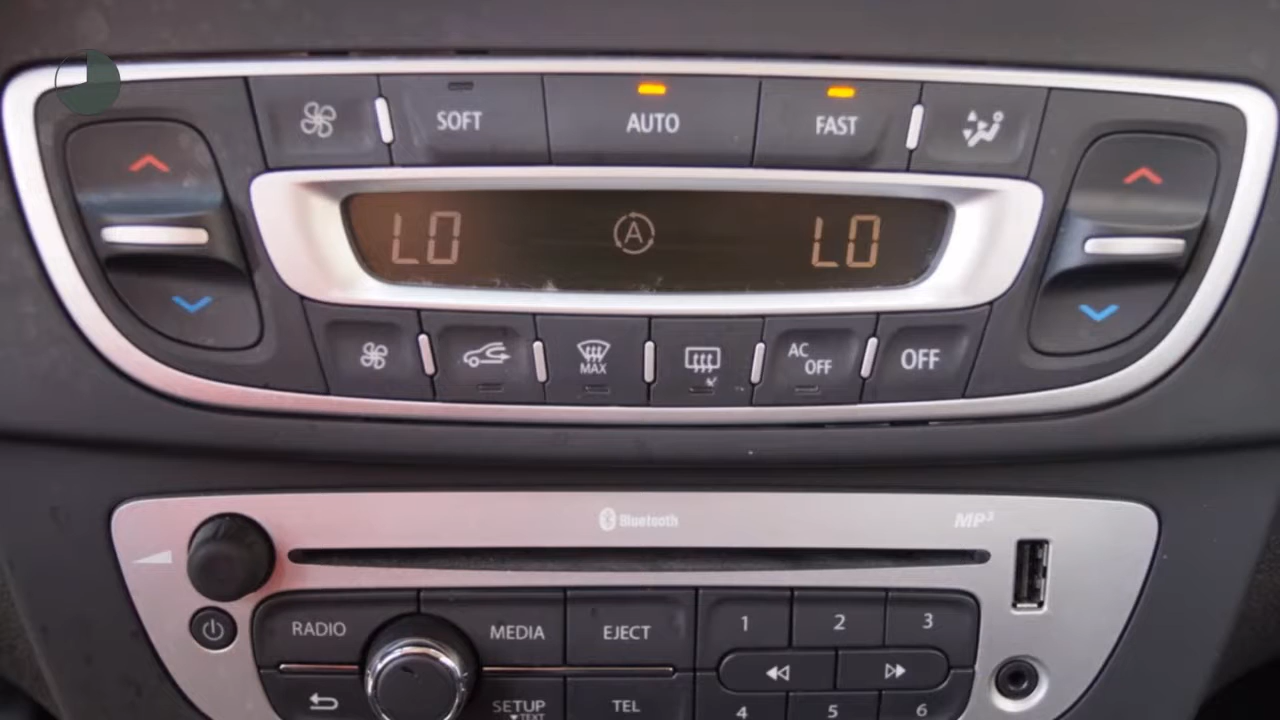 SOFT AUTO FAST
LO A LO
MAX AC OFF OFF
Bluetooth MP3
RADIO MEDIA EJECT 1 2 3
SETUP TEL 4 5 6
TEXT